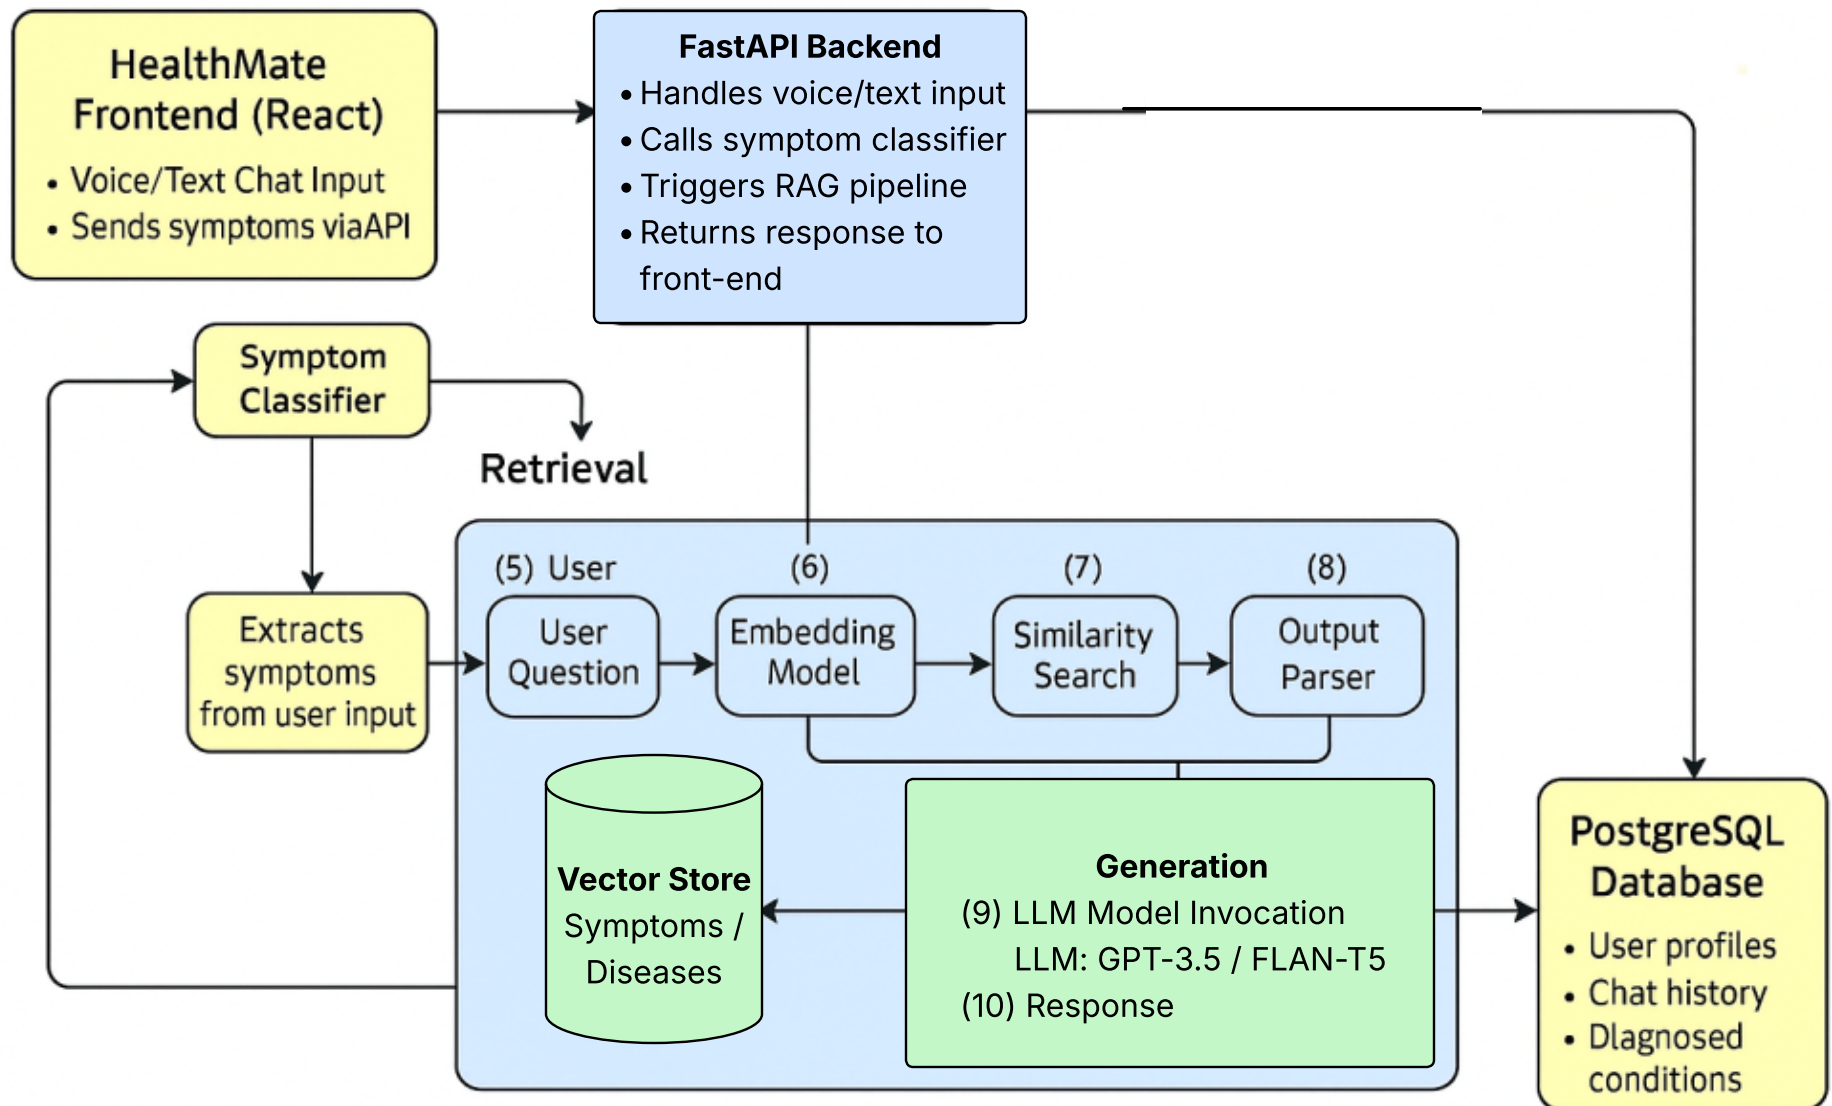 HealthMate
Frontend (React)
• Voice/Text Chat Input
• Sends symptoms viaAPI
FastAPI Backend
• Handles voice/text input
• Calls symptom classifier
• Triggers RAG pipeline
• Returns response to
front-end
Symptom
Classifier
Retrieval
Extracts
symptoms
from user input
(5) User
User
Question
(6)
Embedding
Model
(7)
Similarity
Search
(8)
Output
Parser
Vector Store
Symptoms /
Diseases
Generation
(9) LLM Model Invocation
LLM: GPT-3.5 / FLAN-T5
(10) Response
PostgreSQL
Database
• User profiles
• Chat history
• Dlagnosed
conditions